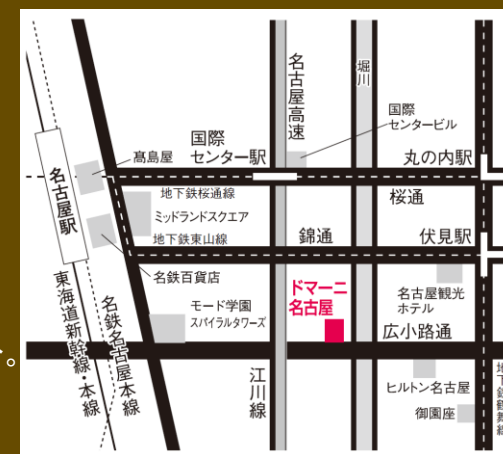 名古屋高速
堀川
国際
センタービル
国際
センター駅
丸の内駅
髙島屋
名古屋駅
地下鉄桜通線
桜通
ミッドランドスクエア
地下鉄東山線
錦通
伏見駅
名鉄百貨店
ドマーニ
名古屋
名古屋観光
ホテル
モード学園
スパイラルタワーズ
広小路通
東海道新幹線・本線
名鉄名古屋本線
江川線
ヒルトン名古屋
御園座
地下鉄鶴舞線
。